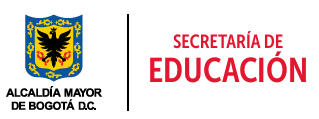 ALCALDÍA MAYOR
DE BOGOTÁ D.C.
SECRETARÍA DE
EDUCACIÓN